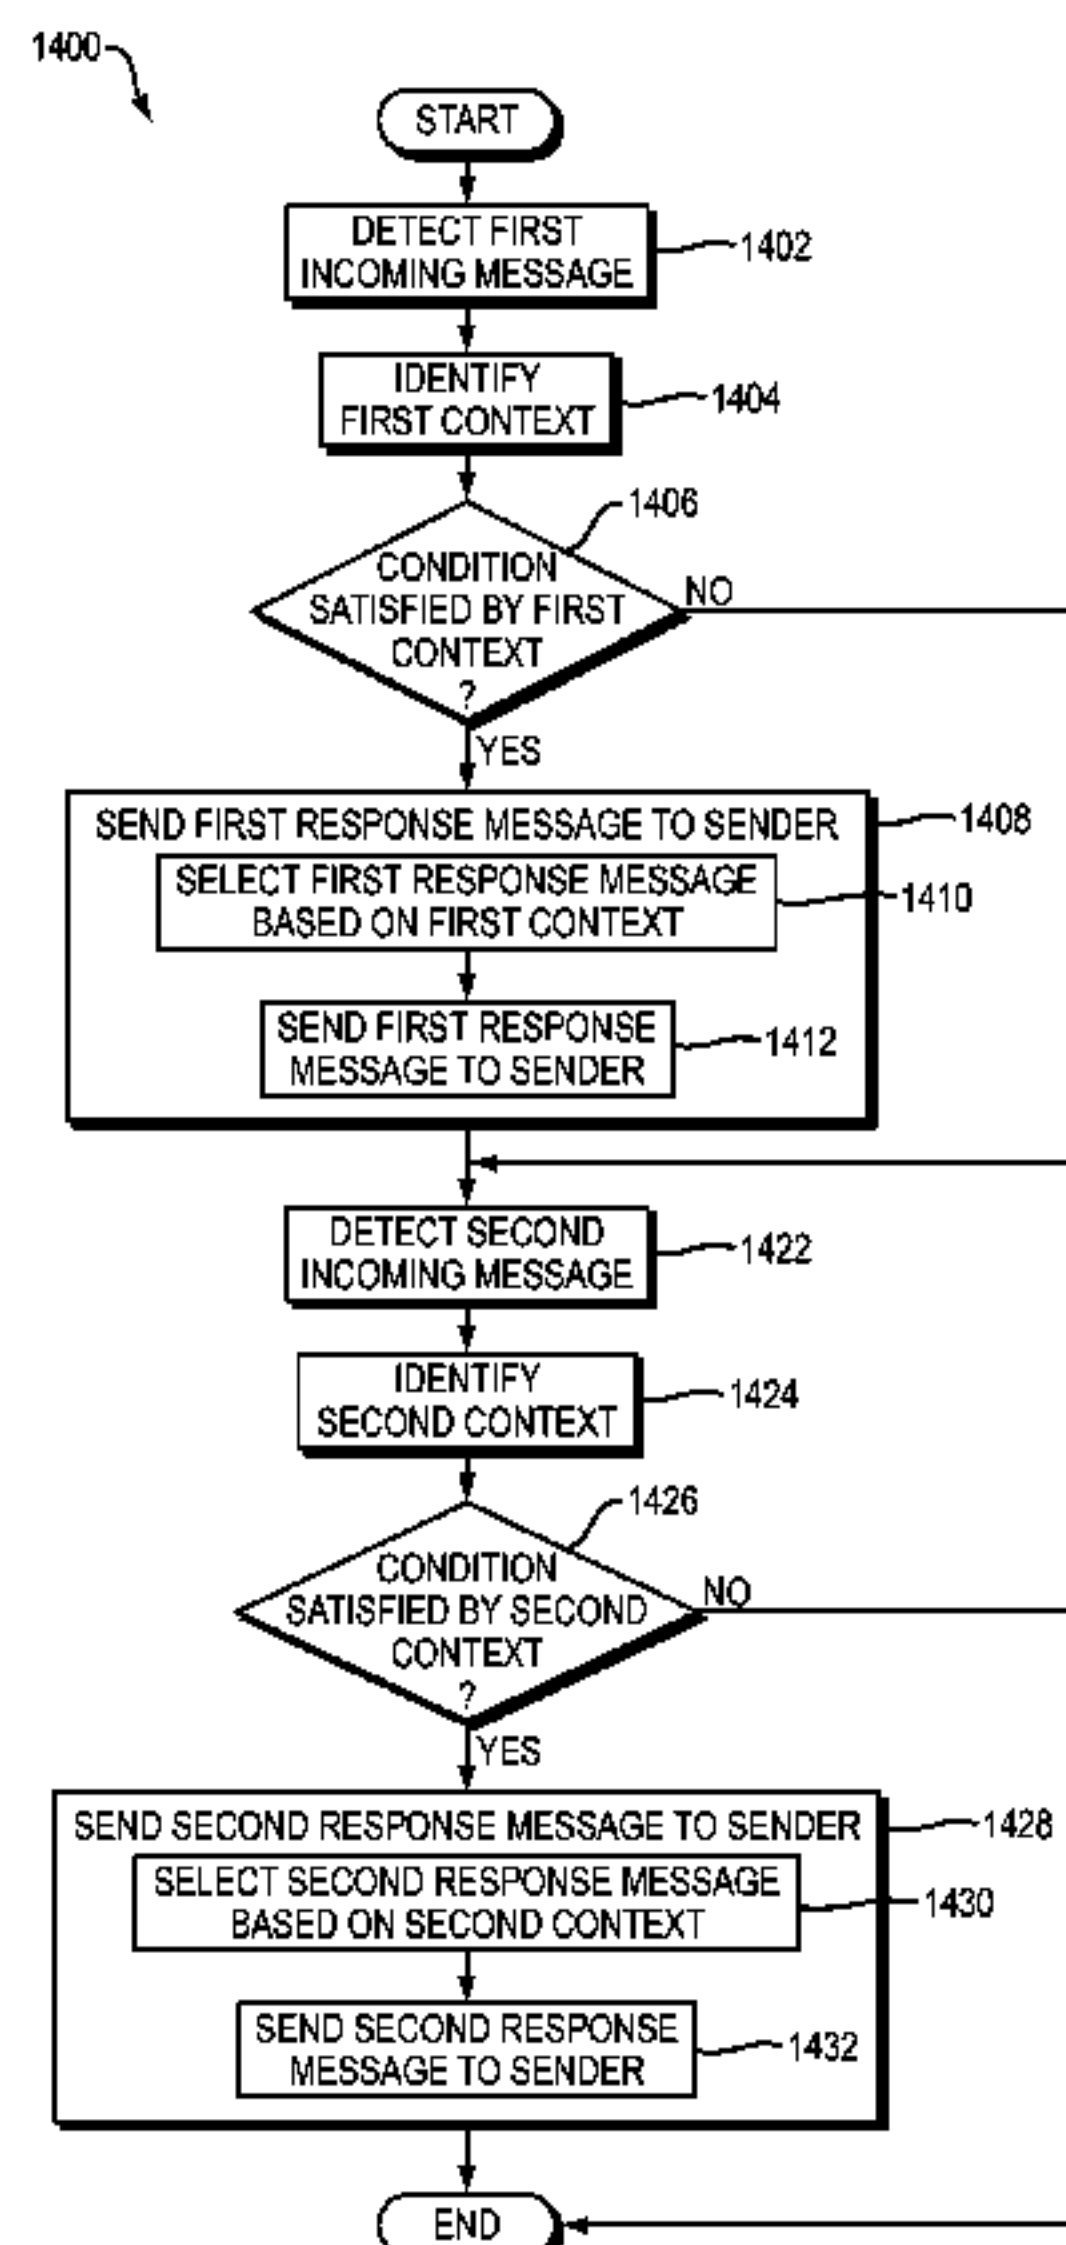 1400
START
DETECT FIRST
INCOMING MESSAGE
1402
IDENTIFY
FIRST CONTEXT
1404
1406
CONDITION
SATISFIED BY FIRST
CONTEXT
?
NO
YES
SEND FIRST RESPONSE MESSAGE TO SENDER
1408
SELECT FIRST RESPONSE MESSAGE
BASED ON FIRST CONTEXT
1410
SEND FIRST RESPONSE
MESSAGE TO SENDER
1412
DETECT SECOND
INCOMING MESSAGE
1422
IDENTIFY
SECOND CONTEXT
1424
1426
CONDITION
SATISFIED BY SECOND
CONTEXT
?
NO
YES
SEND SECOND RESPONSE MESSAGE TO SENDER
1428
SELECT SECOND RESPONSE MESSAGE
BASED ON SECOND CONTEXT
1430
SEND SECOND RESPONSE
MESSAGE TO SENDER
1432
END